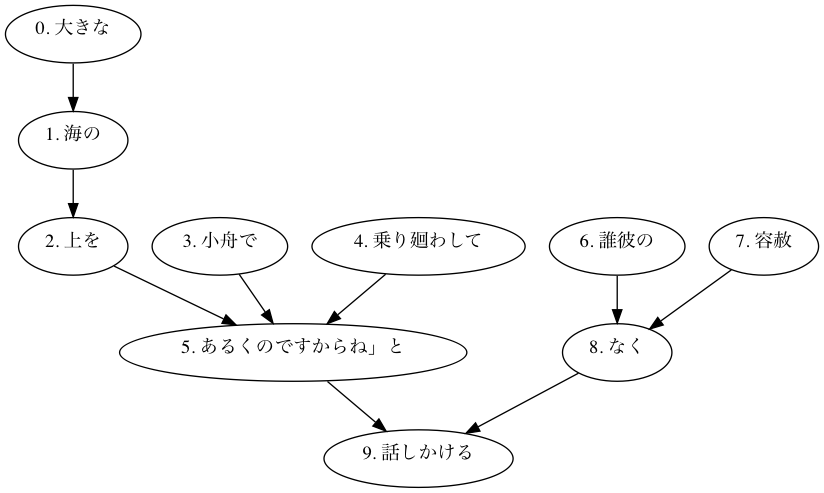 0. 大きな
1. 海の
2. 上を
3. 小舟で
4. 乗り廻わして
6. 誰彼の
7. 容赦
5. あるくのですからね」と
8. なく
9. 話しかける